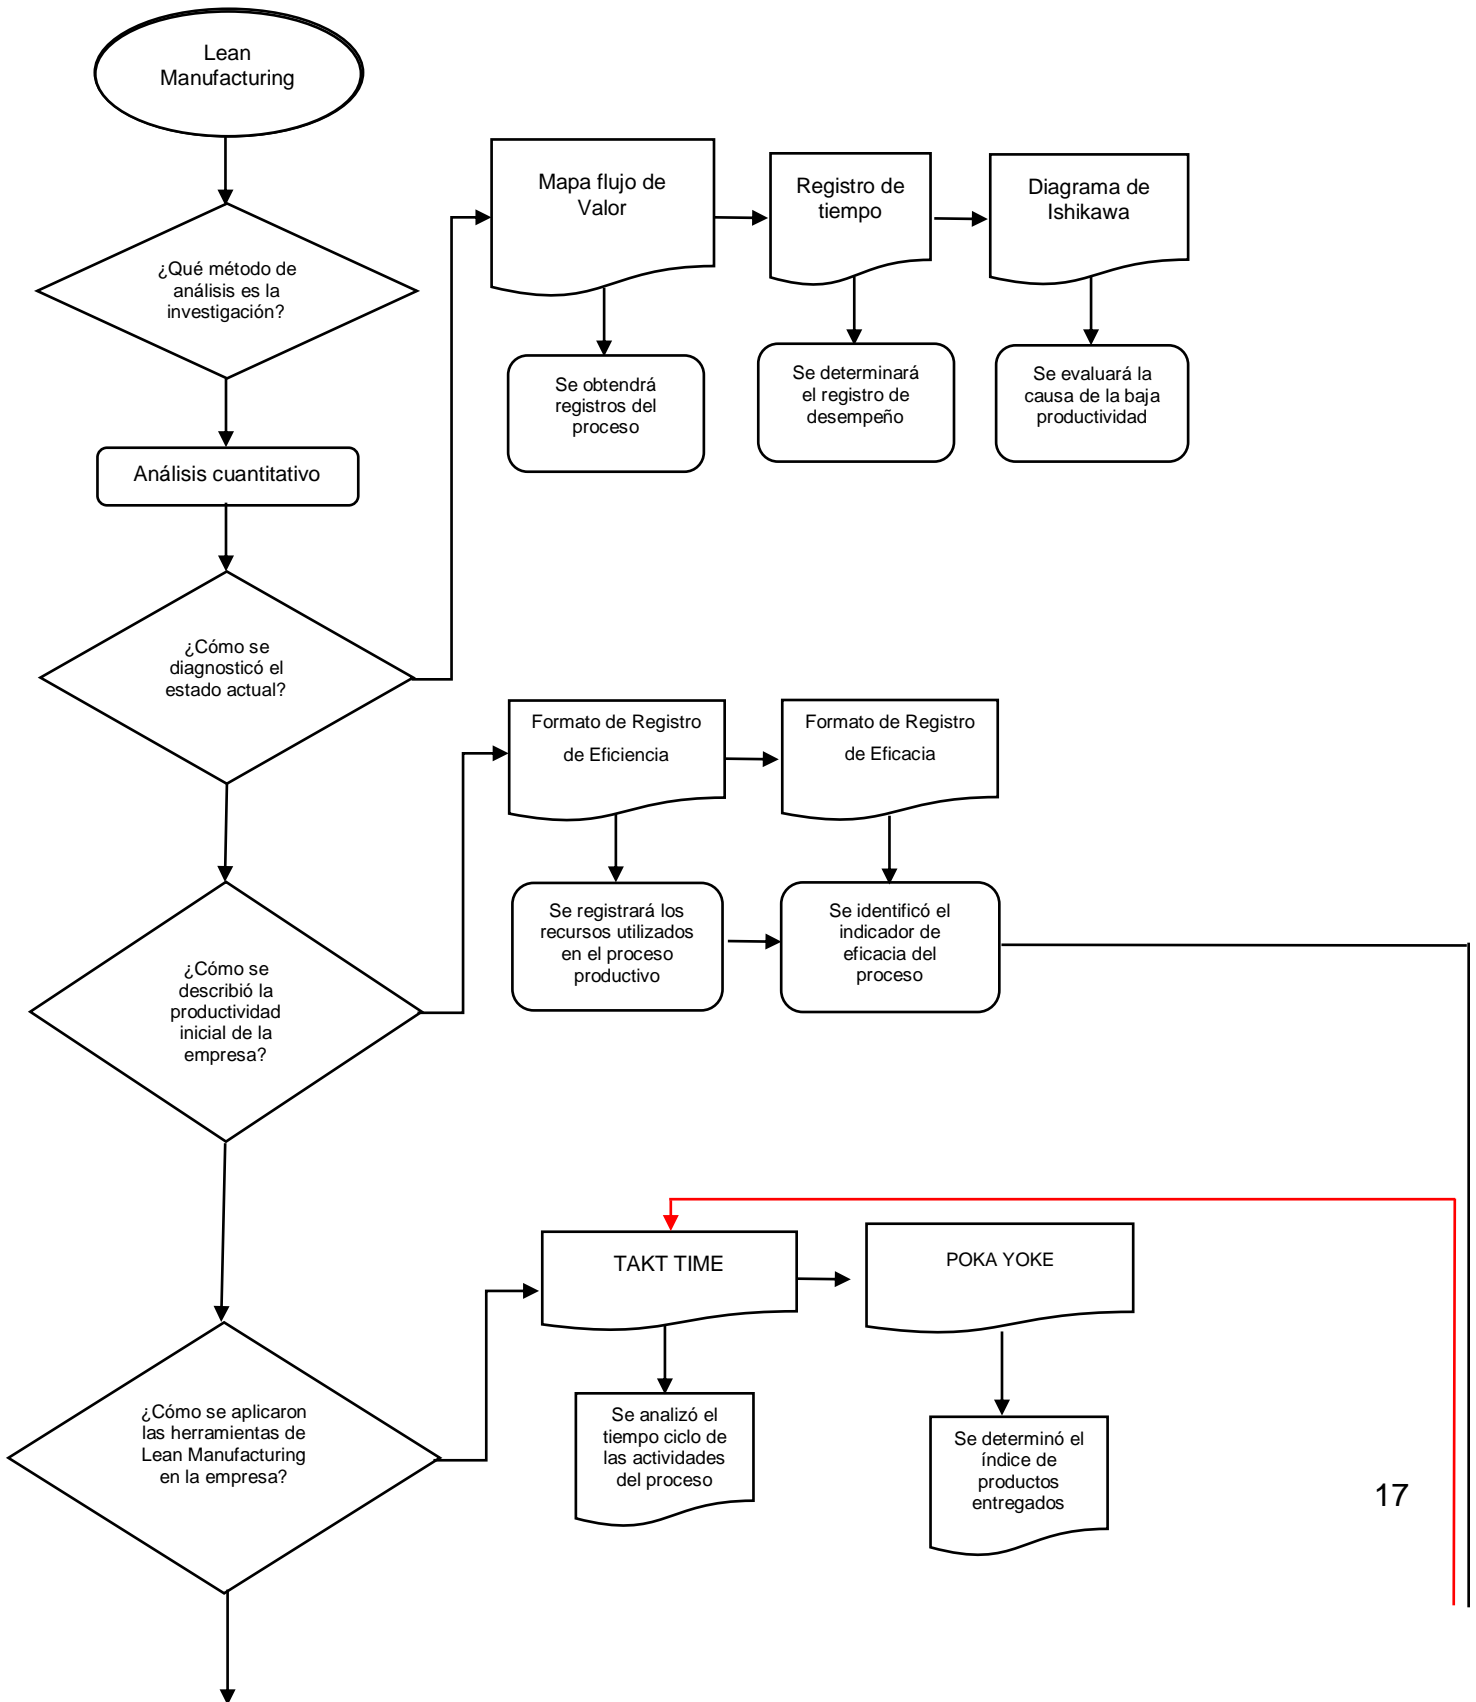 Lean
Manufacturing
¿Qué método de
análisis es la
investigación?
Análisis cuantitativo
¿Cómo se
diagnosticó el
estado actual?
Mapa flujo de
Valor
Registro de
tiempo
Diagrama de
Ishikawa
Se obtendrá
registros del
proceso
Se determinará
el registro de
desempeño
Se evaluará la
causa de la baja
productividad
¿Cómo se
describió la
productividad
inicial de la
empresa?
Formato de Registro
de Eficiencia
Formato de Registro
de Eficacia
Se registrará los
recursos utilizados
en el proceso
productivo
Se identificó el
indicador de
eficacia del
proceso
¿Cómo se aplicaron
las herramientas de
Lean Manufacturing
en la empresa?
TAKT TIME
POKA YOKE
Se analizó el
tiempo ciclo de
las actividades
del proceso
Se determinó el
índice de
productos
entregados
17